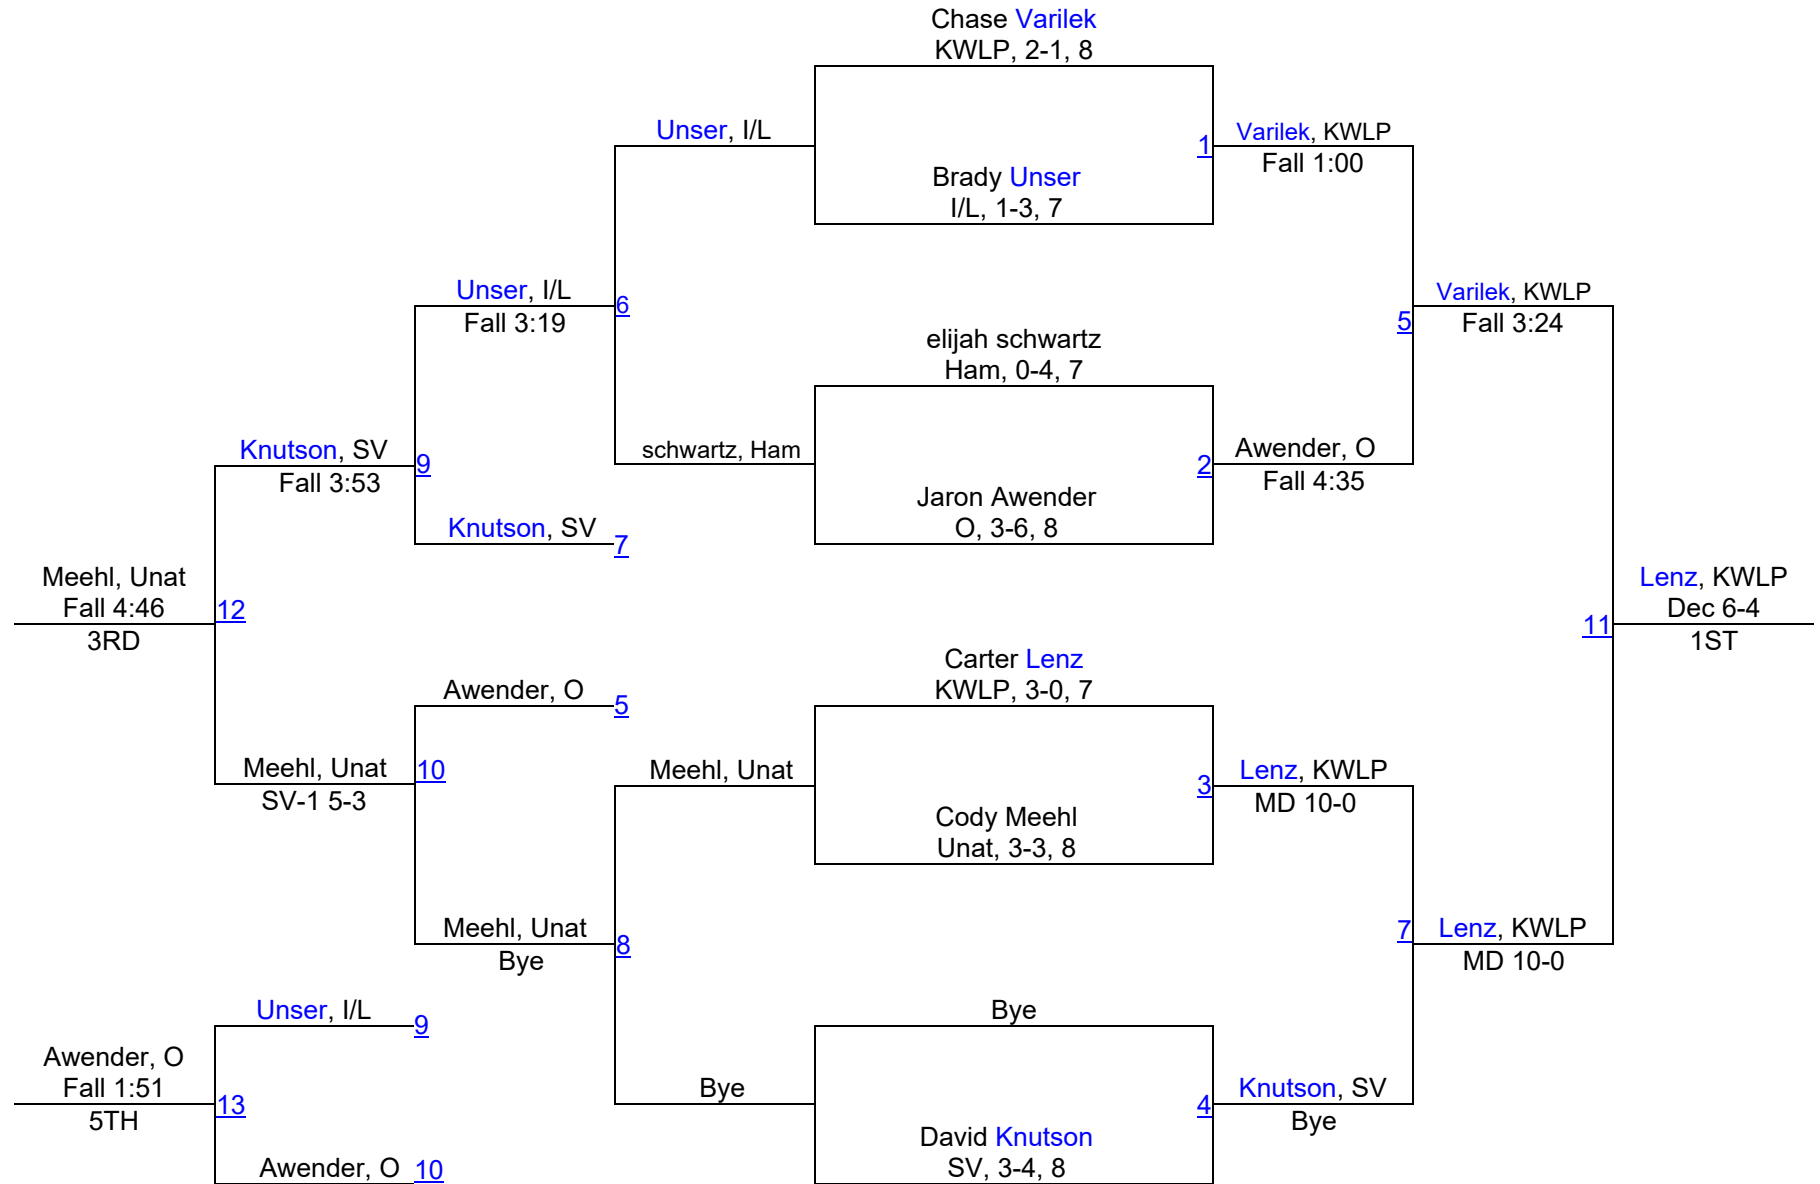 Chase Varilek
KWLP, 2-1, 8
Unser, I/L
1
Varilek, KWLP
Fall 1:00
Brady Unser
I/L, 1-3, 7
Unser, I/L
Fall 3:19
6
Varilek, KWLP
Fall 3:24
5
elijah schwartz
Ham, 0-4, 7
Knutson, SV
Fall 3:53
9
schwartz, Ham
2
Awender, O
Fall 4:35
Jaron Awender
O, 3-6, 8
Knutson, SV
7
Meehl, Unat
Fall 4:46
3RD
12
Lenz, KWLP
Dec 6-4
1ST
11
Carter Lenz
KWLP, 3-0, 7
Awender, O
5
Meehl, Unat
SV-1 5-3
10
Meehl, Unat
3
Lenz, KWLP
MD 10-0
Cody Meehl
Unat, 3-3, 8
Meehl, Unat
Bye
8
7
Lenz, KWLP
MD 10-0
Unser, I/L
9
Bye
Awender, O
Fall 1:51
5TH
13
Bye
4
Knutson, SV
Bye
David Knutson
SV, 3-4, 8
Awender, O
10